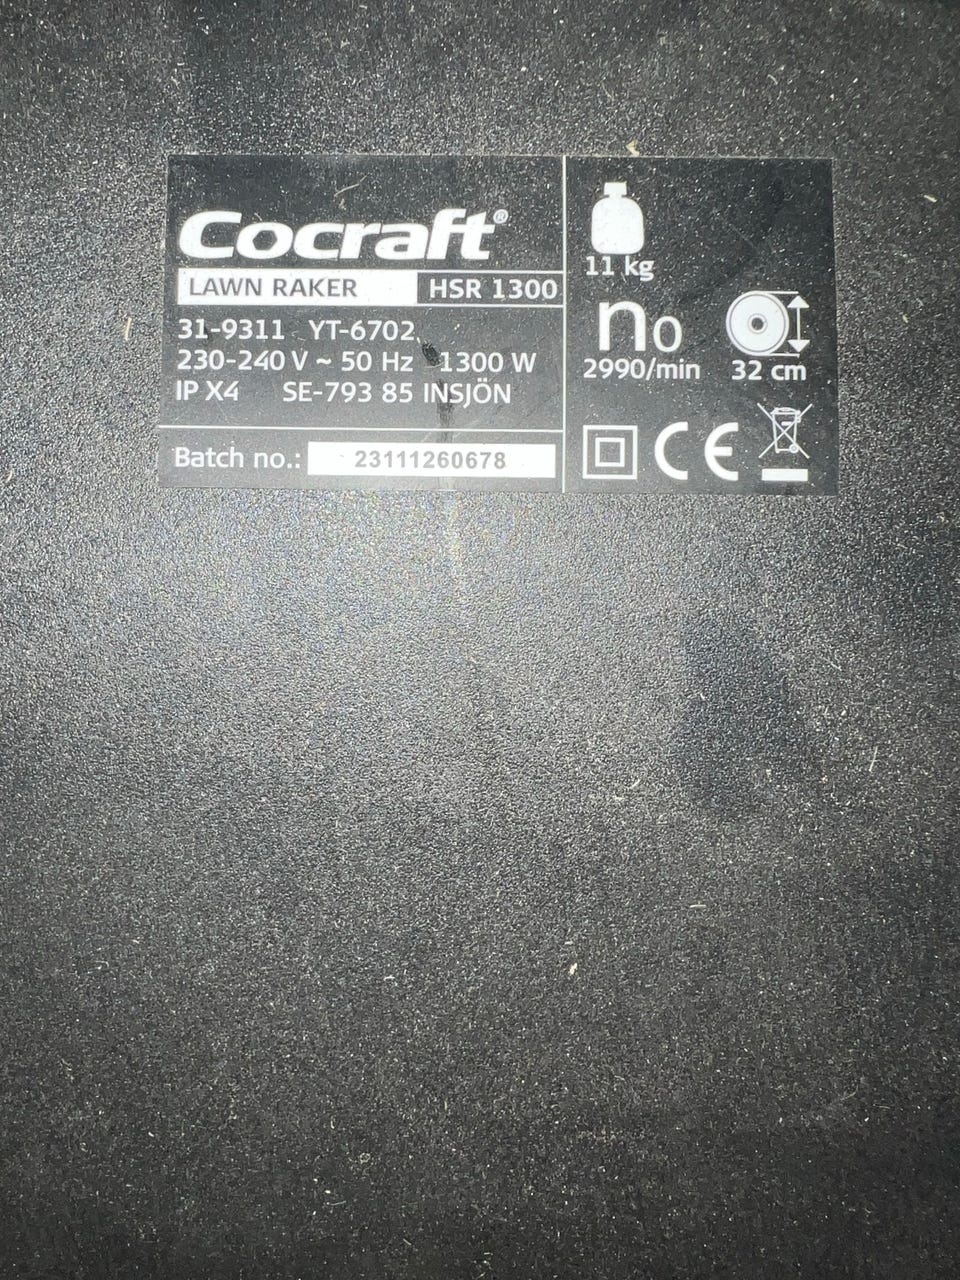 Cocraft®
LAWN RAKER HSR 1300
31-9311 YT-6702
230-240 V ~ 50 Hz 1300 W
IP X4 SE-793 85 INSJÖN
Batch no.: 23111260678
11 kg
n0
2990/min 32 cm
CE